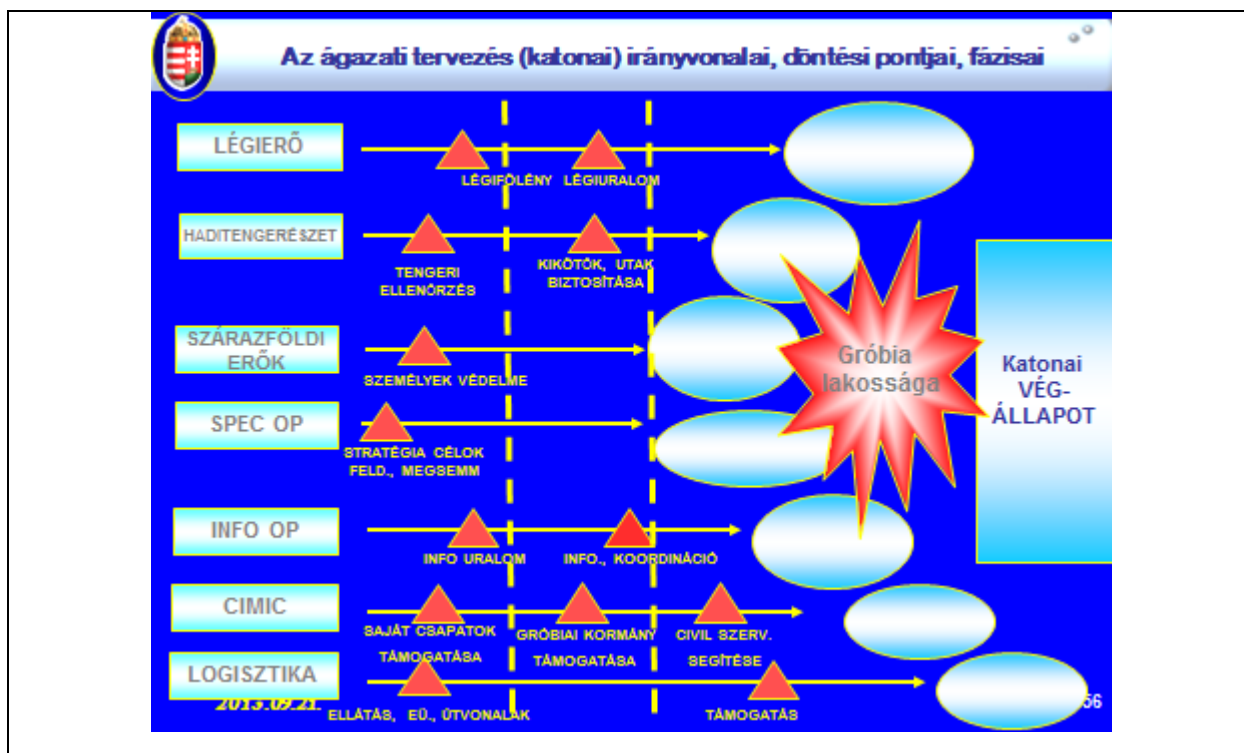 Az ágazati tervezés (katonai) irányvonalai, döntési pontjai, fázisai
LÉGIERŐ
LÉGIFÖLÉNY LÉGIURALOM
HADITENGERÉSZET
TENGERI
ELLENŐRZÉS
KIKÖTŐK, UTAK
BIZTOSÍTÁSA
SZÁRAZFÖLDI
ERŐK
SZEMÉLYEK VÉDELME
Gróbia
lakossága
Katonai
VÉG-
ÁLLAPOT
SPEC OP
STRATÉGIA CÉLOK
FELD., MEGSEMM
INFO OP
INFO URALOM
INFO., KOORDINÁCIÓ
CIMIC
SAJÁT CSAPATOK
TÁMOGATÁSA
GRÓBIAI KORMÁNY
TÁMOGATÁSA
CIVIL SZERV.
SEGÍTÉSE
LOGISZTIKA
ELLÁTÁS, EÜ., ÚTVONALAK
TÁMOGATÁS
2013.09.21.
56